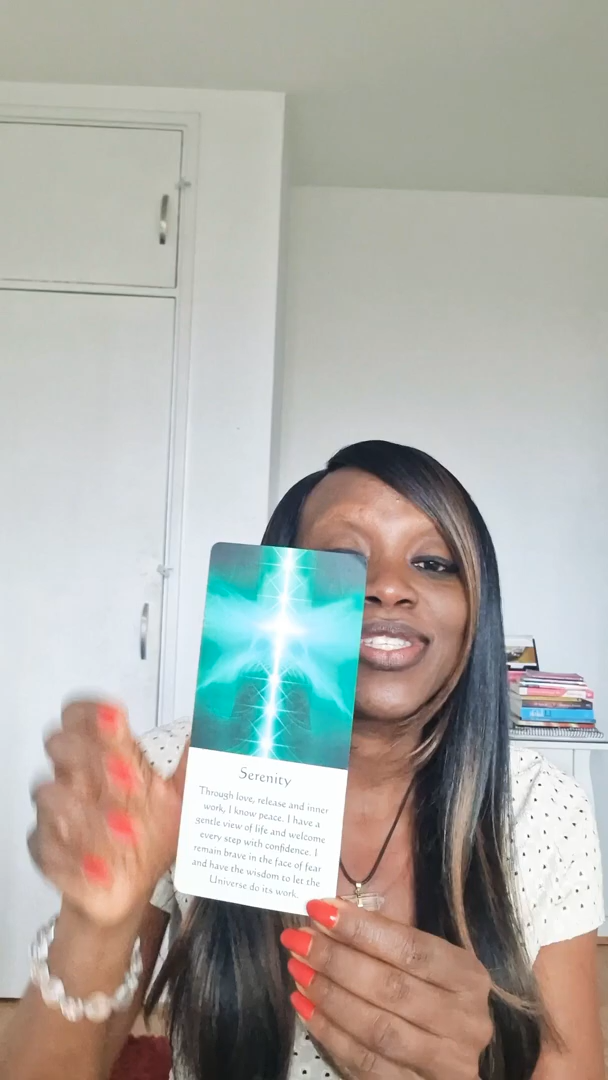 Serenity
Through love, release and inner
work, I know peace. I have a
gentle view of life and welcome
every step with confidence. I
remain brave in the face of fear
and have the wisdom to let the
Universe do its work.